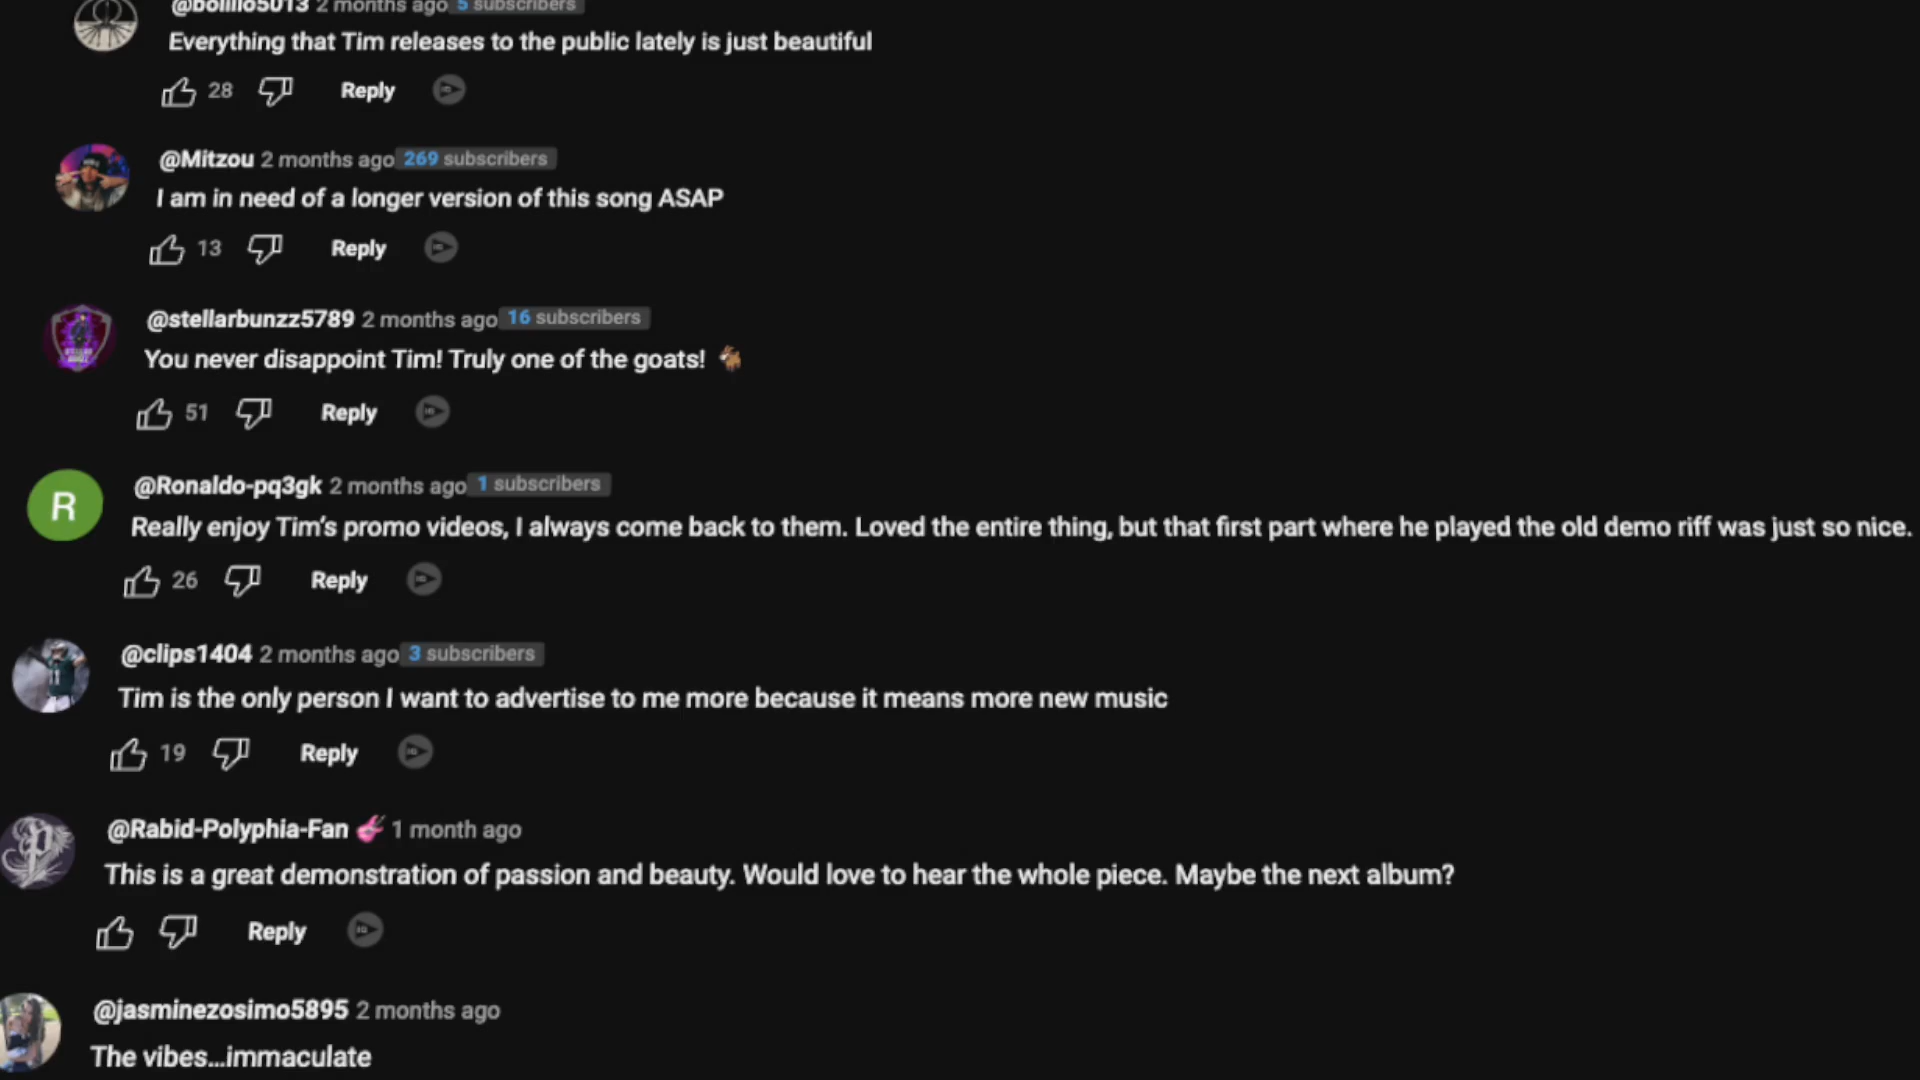 @bolillo5013 2 months ago 5 subscribers
Everything that Tim releases to the public lately is just beautiful
28 Reply
@Mitzou 2 months ago 269 subscribers
I am in need of a longer version of this song ASAP
13 Reply
@stellarbunzz5789 2 months ago 16 subscribers
You never disappoint Tim! Truly one of the goats! 🐐
51 Reply
R
@Ronaldo-pq3gk 2 months ago 1 subscribers
Really enjoy Tim's promo videos, I always come back to them. Loved the entire thing, but that first part where he played the old demo riff was just so nice.
26 Reply
@clips1404 2 months ago 3 subscribers
Tim is the only person I want to advertise to me more because it means more new music
19 Reply
@Rabid-Polyphia-Fan 🎸 1 month ago
This is a great demonstration of passion and beauty. Would love to hear the whole piece. Maybe the next album?
Reply
@jasminezosimo5895 2 months ago
The vibes...immaculate